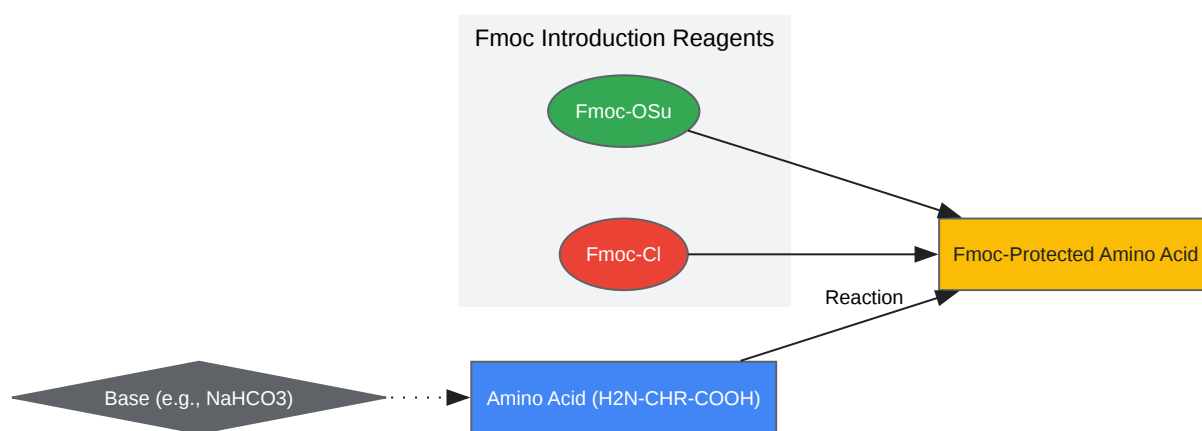 Fmoc Introduction Reagents
Fmoc-OSu
Fmoc-Cl
Fmoc-Protected Amino Acid
Reaction
Base (e.g., NaHCO3)
Amino Acid (H2N-CHR-COOH)